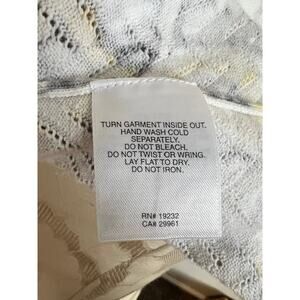 TURN GARMENT INSIDE OUT.
HAND WASH COLD
SEPARATELY.
DO NOT BLEACH.
DO NOT TWIST OR WRING.
LAY FLAT TO DRY.
DO NOT IRON.
RN# 19232
CA# 29961